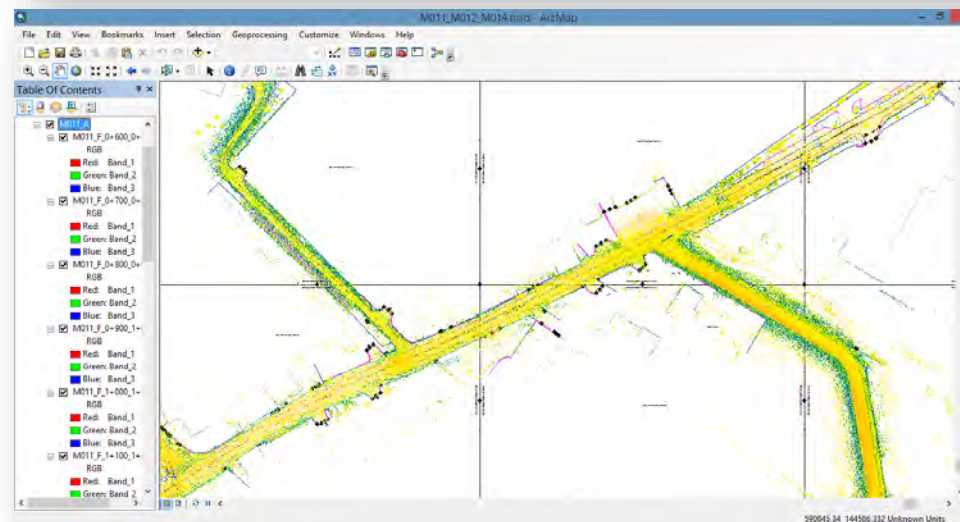 M011_M012_M014.mxd - ArcMap
File Edit View Bookmarks Insert Selection Geoprocessing Customize Windows Help
Table Of Contents
M011_A
M011_F_0+600_0+
RGB
Red: Band_1
Green: Band_2
Blue: Band_3
M011_F_0+700_0+
RGB
Red: Band_1
Green: Band_2
Blue: Band_3
M011_F_0+800_0+
RGB
Red: Band_1
Green: Band_2
Blue: Band_3
M011_F_0+900_1+
RGB
Red: Band_1
Green: Band_2
Blue: Band_3
M011_F_1+000_1+
RGB
Red: Band_1
Green: Band_2
Blue: Band_3
M011_F_1+100_1+
RGB
Red: Band_1
Green: Band_2
590845.34 144506.332 Unknown Units